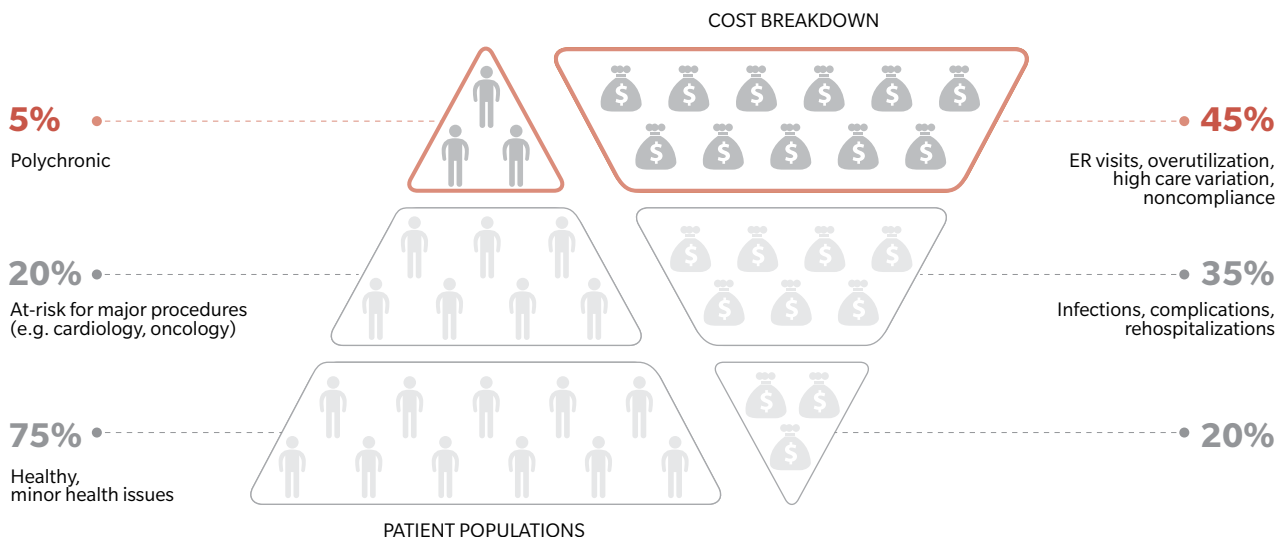 COST BREAKDOWN
5%
Polychronic
45%
ER visits, overutilization,
high care variation,
noncompliance
20%
At-risk for major procedures
(e.g. cardiology, oncology)
35%
Infections, complications,
rehospitalizations
75%
Healthy,
minor health issues
20%
PATIENT POPULATIONS
$ $ $ $ $ $
$ $ $ $ $
$ $ $ $
$ $ $
$ $
$